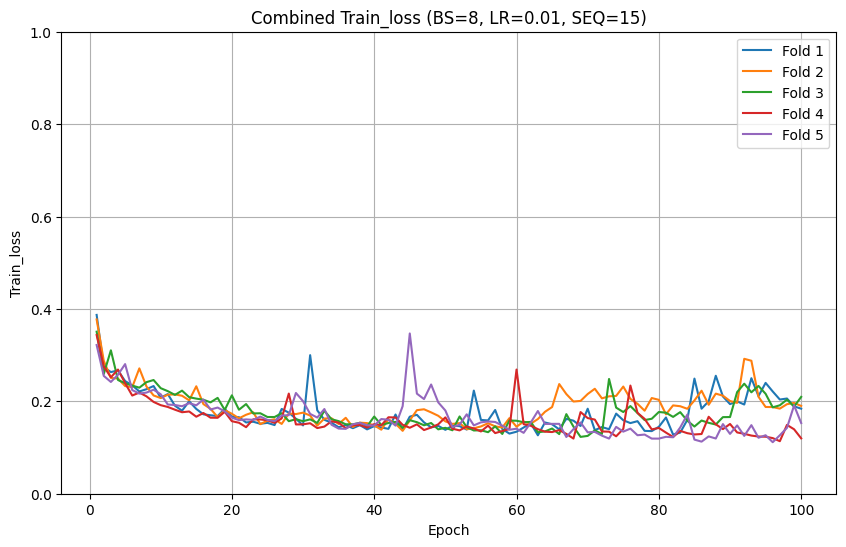 Combined Train_loss (BS=8, LR=0.01, SEQ=15)
Train_loss
1.0
0.8
0.6
0.4
0.2
0.0
Fold 1
Fold 2
Fold 3
Fold 4
Fold 5
0 20 40 60 80 100
Epoch